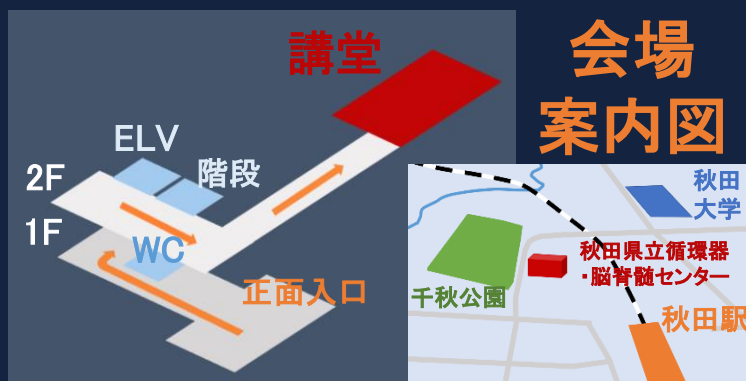 会場
案内図
講堂
ELV
階段
2F
1F
WC
正面入口
秋田
大学
秋田県立循環器
・脳脊髄センター
千秋公園
秋田駅